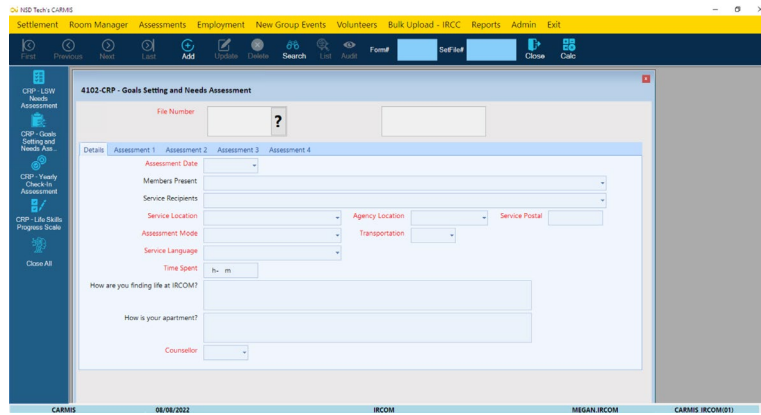 NSD Tech's CARMIS
Settlement Room Manager Assessments Employment New Group Events Volunteers Bulk Upload - IRCC Reports Admin Exit
First Previous Next Last Add Update Delete Search List Audit Form# SetFile# Close Calc
CRP - LSW
Needs
Assessment
CRP - Goals
Setting and
Needs Ass...
CRP - Yearly
Check-In
Assessment
CRP - Life Skills
Progress Scale
Close All
4102-CRP - Goals Setting and Needs Assessment
File Number ?
Details Assessment 1 Assessment 2 Assessment 3 Assessment 4
Assessment Date
Members Present
Service Recipients
Service Location Agency Location Service Postal
Assessment Mode Transportation
Service Language
Time Spent h- m
How are you finding life at IRCOM?
How is your apartment?
Counsellor
CARMIS 08/08/2022 IRCOM MEGAN.IRCOM CARMIS IRCOM(01)